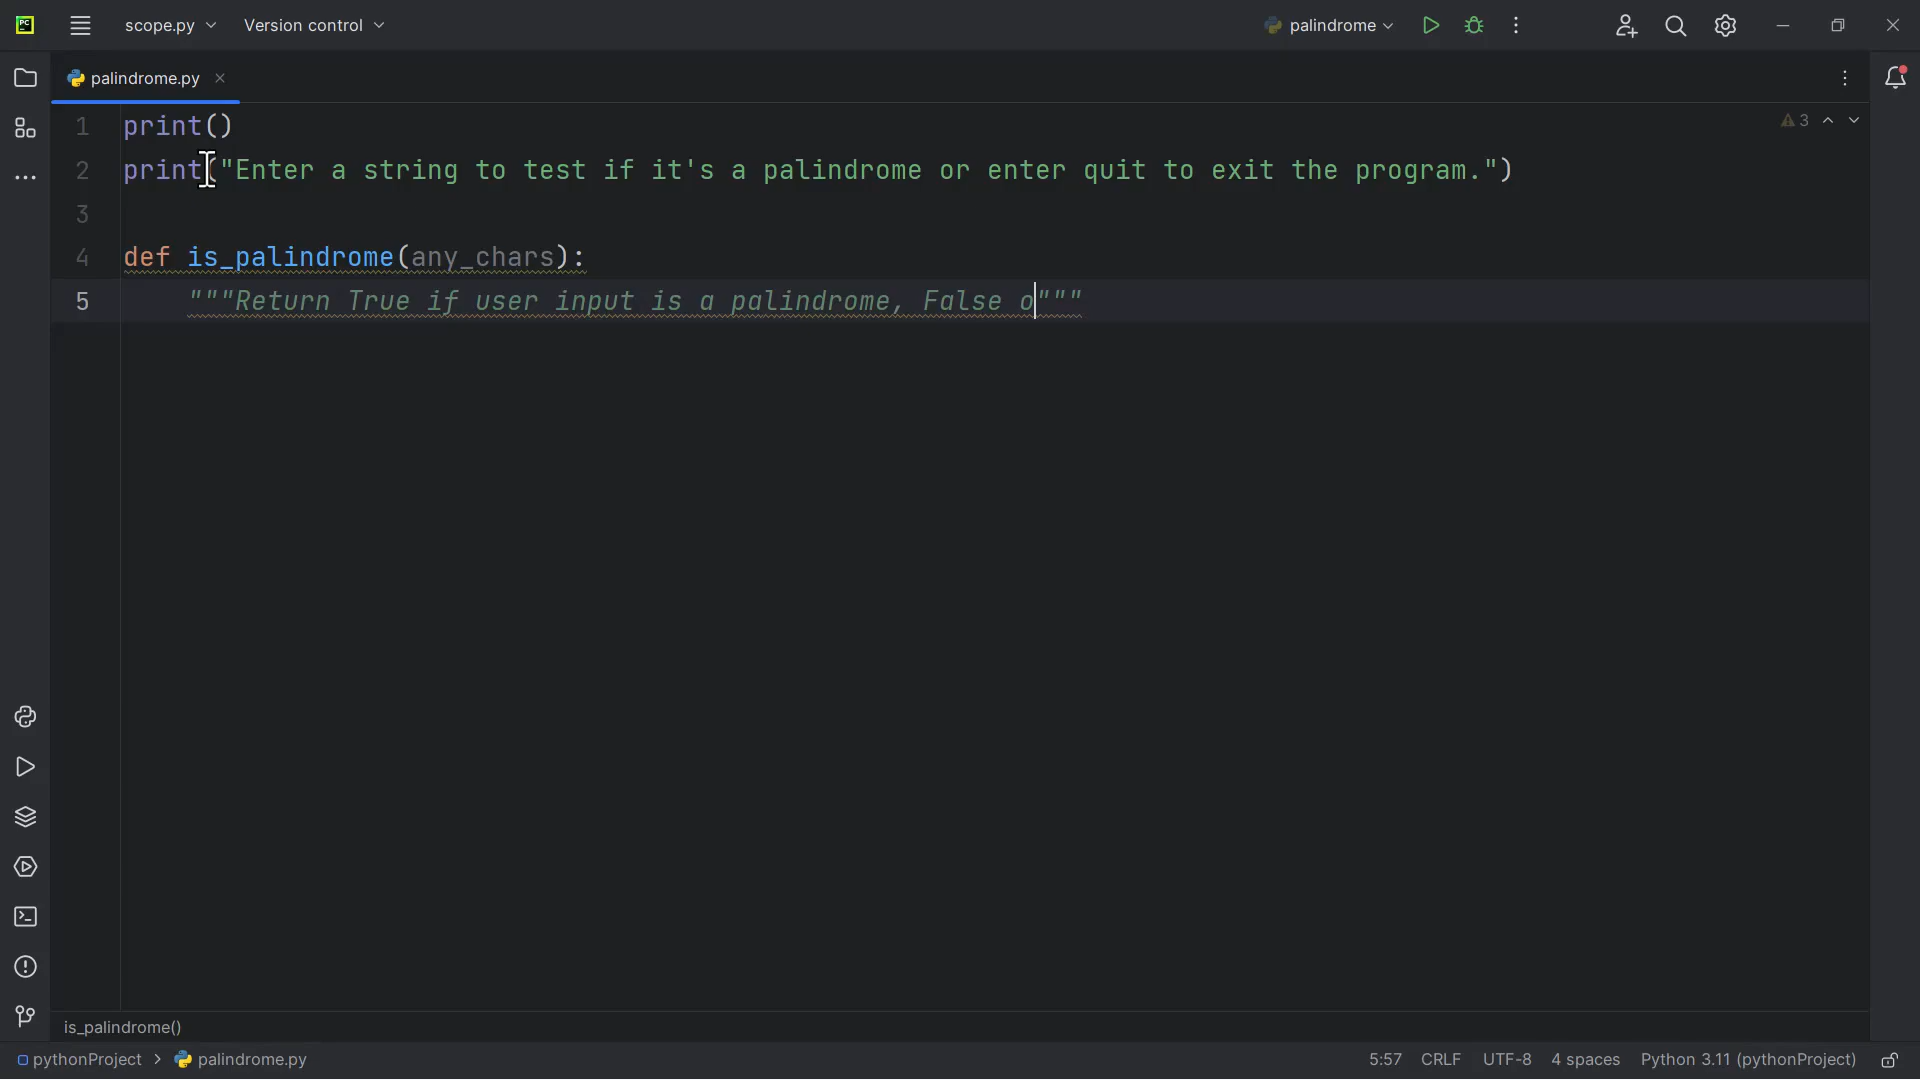 PC
scope.py
Version control
palindrome
palindrome.py
1 print()
3
2 print("Enter a string to test if it's a palindrome or enter quit to exit the program.")
3
4 def is_palindrome(any_chars):
5 """Return True if user input is a palindrome, False o"""
is_palindrome()
pythonProject > palindrome.py
5:57 CRLF UTF-8 4 spaces Python 3.11 (pythonProject)